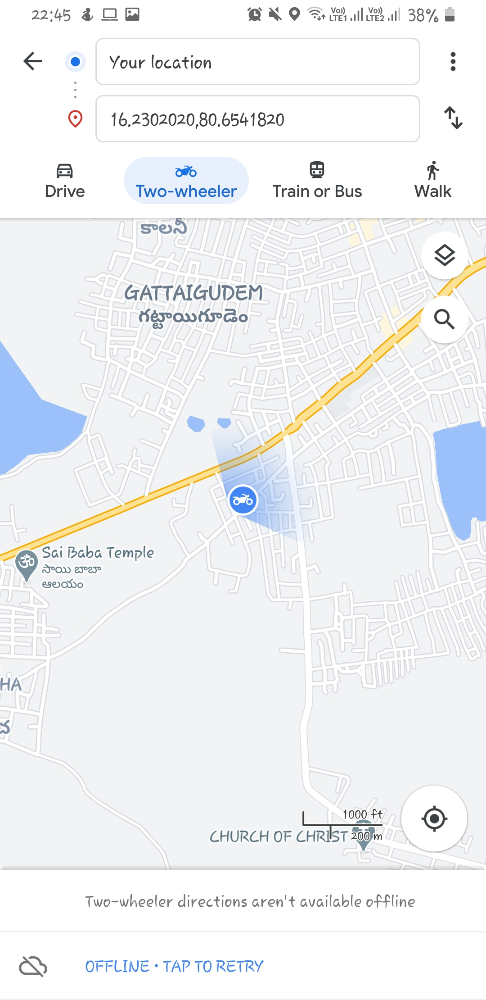 22:45
Vo)) LTE1
Vo)) LTE2
38%
Your location
16.2302020,80.6541820
Drive
Two-wheeler
Train or Bus
Walk
కాలనీ
GATTAIGUDEM
గట్టాయిగూడెం
Sai Baba Temple
సాయి బాబా
ఆలయం
HA
1000 ft
CHURCH OF CHRIST
200 m
Two-wheeler directions aren't available offline
OFFLINE • TAP TO RETRY